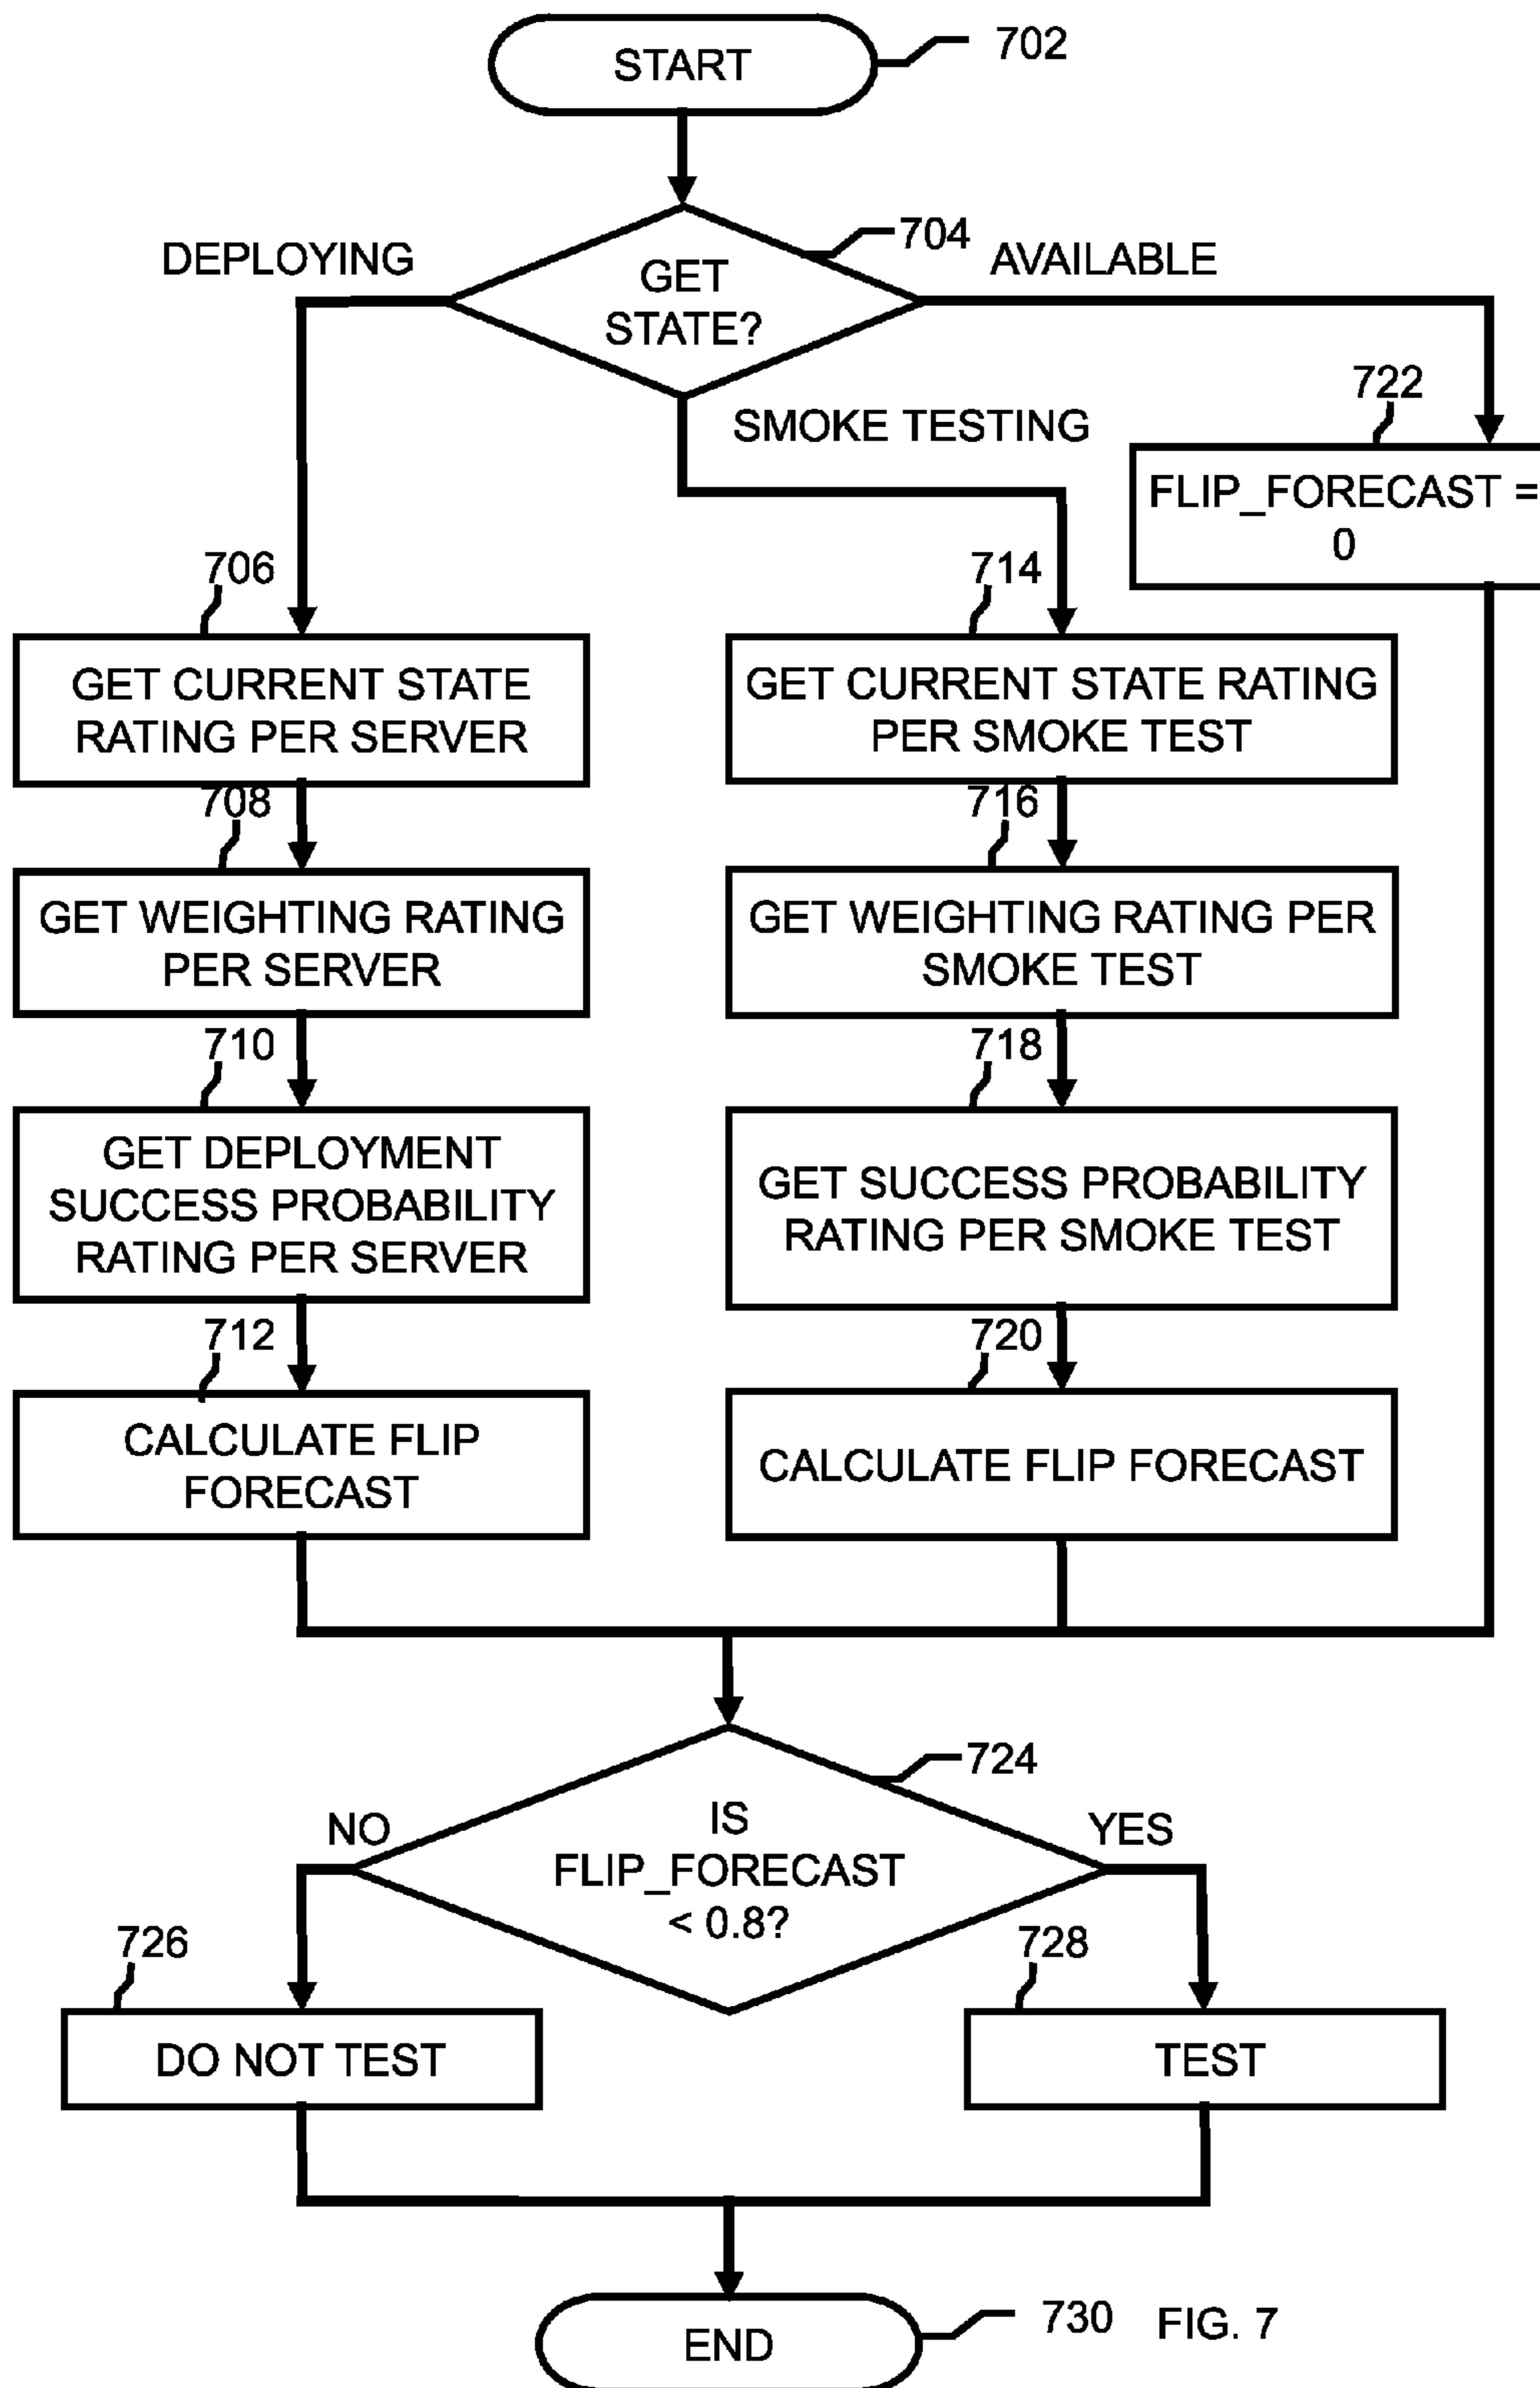 START
702
DEPLOYING
704
AVAILABLE
GET
STATE?
722
SMOKE TESTING
FLIP_FORECAST =
0
706
714
GET CURRENT STATE
RATING PER SERVER
GET CURRENT STATE RATING
PER SMOKE TEST
708
716
GET WEIGHTING RATING
PER SERVER
GET WEIGHTING RATING PER
SMOKE TEST
710
718
GET DEPLOYMENT
SUCCESS PROBABILITY
RATING PER SERVER
GET SUCCESS PROBABILITY
RATING PER SMOKE TEST
712
720
CALCULATE FLIP
FORECAST
CALCULATE FLIP FORECAST
724
NO
IS
FLIP_FORECAST
< 0.8?
YES
726
728
DO NOT TEST
TEST
END
730
FIG. 7